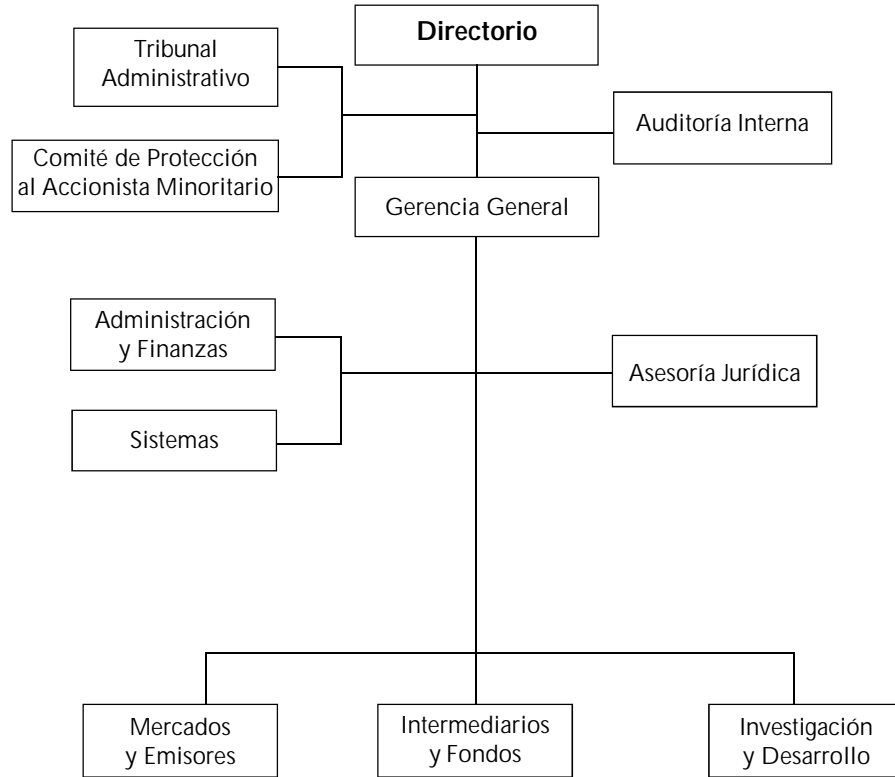 Directorio
Tribunal
Administrativo
Auditoría Interna
Comité de Protección
al Accionista Minoritario
Gerencia General
Administración
y Finanzas
Asesoría Jurídica
Sistemas
Mercados
y Emisores
Intermediarios
y Fondos
Investigación
y Desarrollo